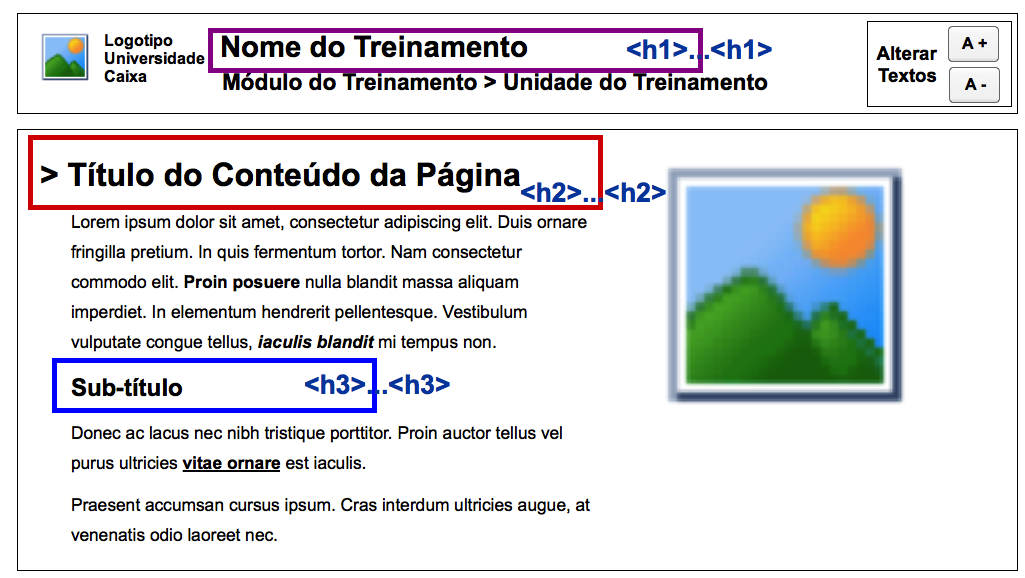 Logotipo
Universidade
Caixa
Nome do Treinamento <h1>...<h1>
Módulo do Treinamento > Unidade do Treinamento
Alterar
Textos
A +
A -
> Título do Conteúdo da Página
<h2>...<h2>
Lorem ipsum dolor sit amet, consectetur adipiscing elit. Duis ornare
fringilla pretium. In quis fermentum tortor. Nam consectetur
commodo elit. Proin posuere nulla blandit massa aliquam
imperdiet. In elementum hendrerit pellentesque. Vestibulum
vulputate congue tellus, iaculis blandit mi tempus non.
Sub-título <h3>...<h3>
Donec ac lacus nec nibh tristique porttitor. Proin auctor tellus vel
purus ultricies vitae ornare est iaculis.
Praesent accumsan cursus ipsum. Cras interdum ultricies augue, at
venenatis odio laoreet nec.